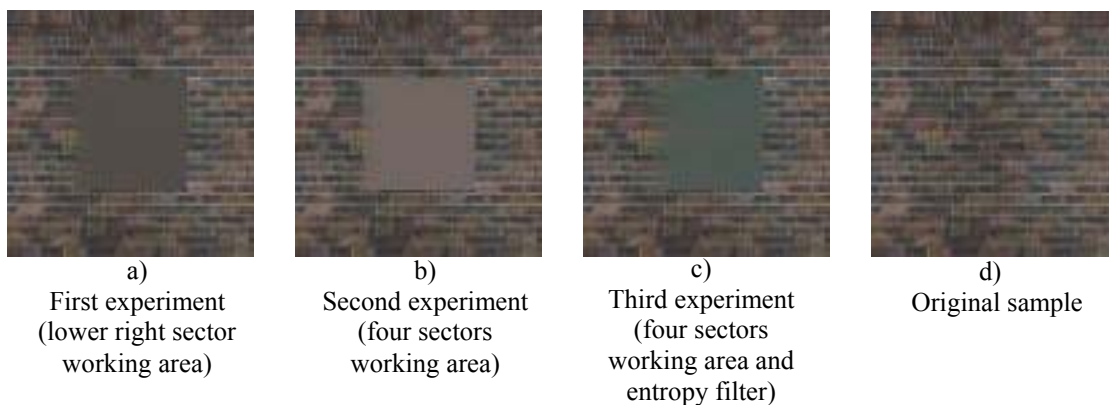 a)
First experiment
(lower right sector
working area)
b)
Second experiment
(four sectors
working area)
c)
Third experiment
(four sectors
working area and
entropy filter)
d)
Original sample